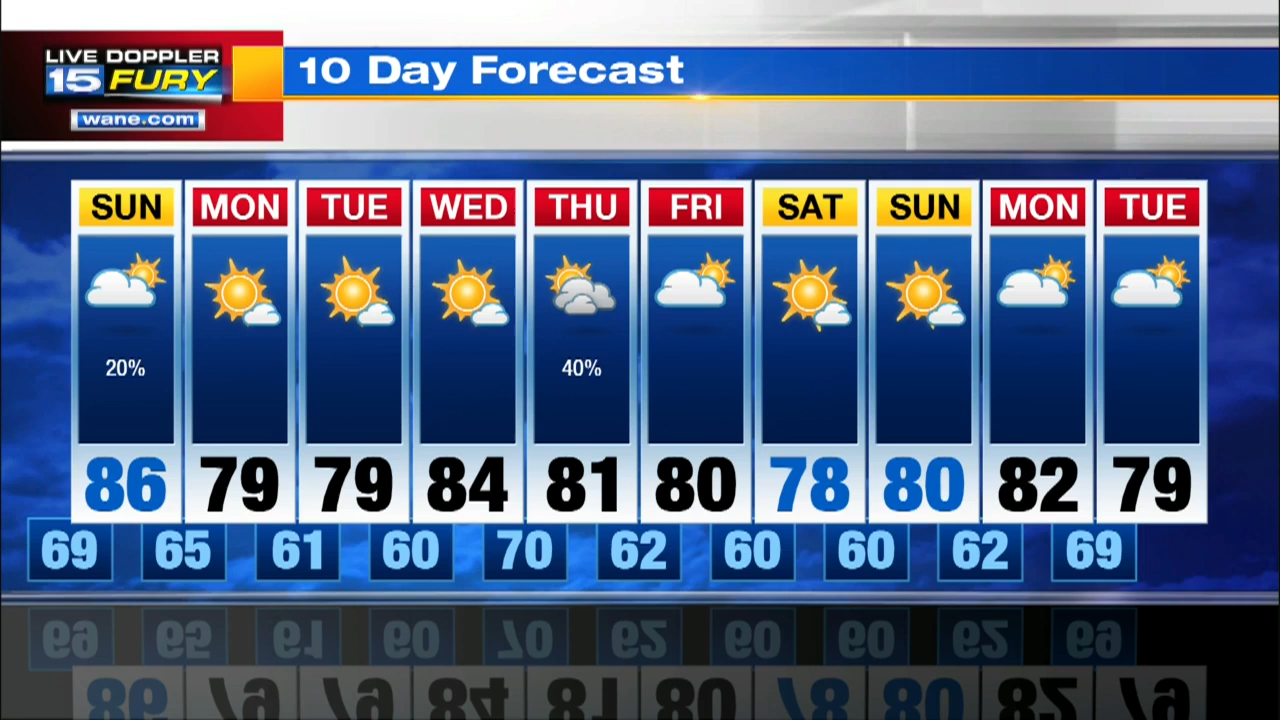 LIVE DOPPLER
15 FURY
wane.com
10 Day Forecast
SUN MON TUE WED THU FRI SAT SUN MON TUE
20% 40%
86 79 79 84 81 80 78 80 82 79
69 65 61 60 70 62 60 60 62 69